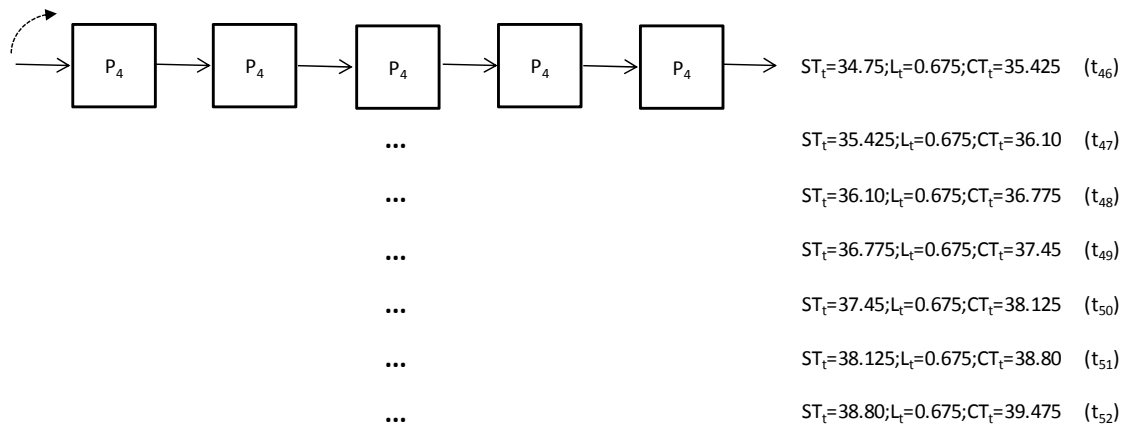 P₄ P₄ P₄ P₄ P₄ STₜ=34.75;Lₜ=0.675;CTₜ=35.425 (t₄₆)
... STₜ=35.425;Lₜ=0.675;CTₜ=36.10 (t₄₇)
... STₜ=36.10;Lₜ=0.675;CTₜ=36.775 (t₄₈)
... STₜ=36.775;Lₜ=0.675;CTₜ=37.45 (t₄₉)
... STₜ=37.45;Lₜ=0.675;CTₜ=38.125 (t₅₀)
... STₜ=38.125;Lₜ=0.675;CTₜ=38.80 (t₅₁)
... STₜ=38.80;Lₜ=0.675;CTₜ=39.475 (t₅₂)